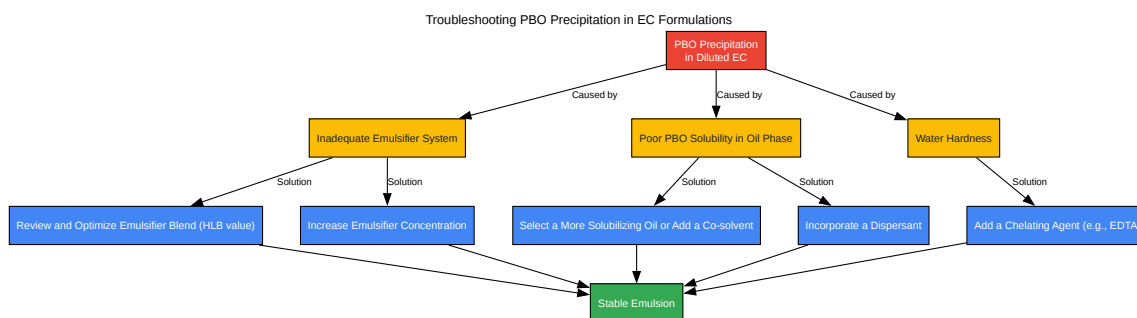 Troubleshooting PBO Precipitation in EC Formulations
PBO Precipitation
in Diluted EC
Caused by
Caused by
Caused by
Inadequate Emulsifier System
Poor PBO Solubility in Oil Phase
Water Hardness
Solution
Solution
Solution
Solution
Solution
Review and Optimize Emulsifier Blend (HLB value)
Increase Emulsifier Concentration
Select a More Solubilizing Oil or Add a Co-solvent
Incorporate a Dispersant
Add a Chelating Agent (e.g., EDTA
Stable Emulsion